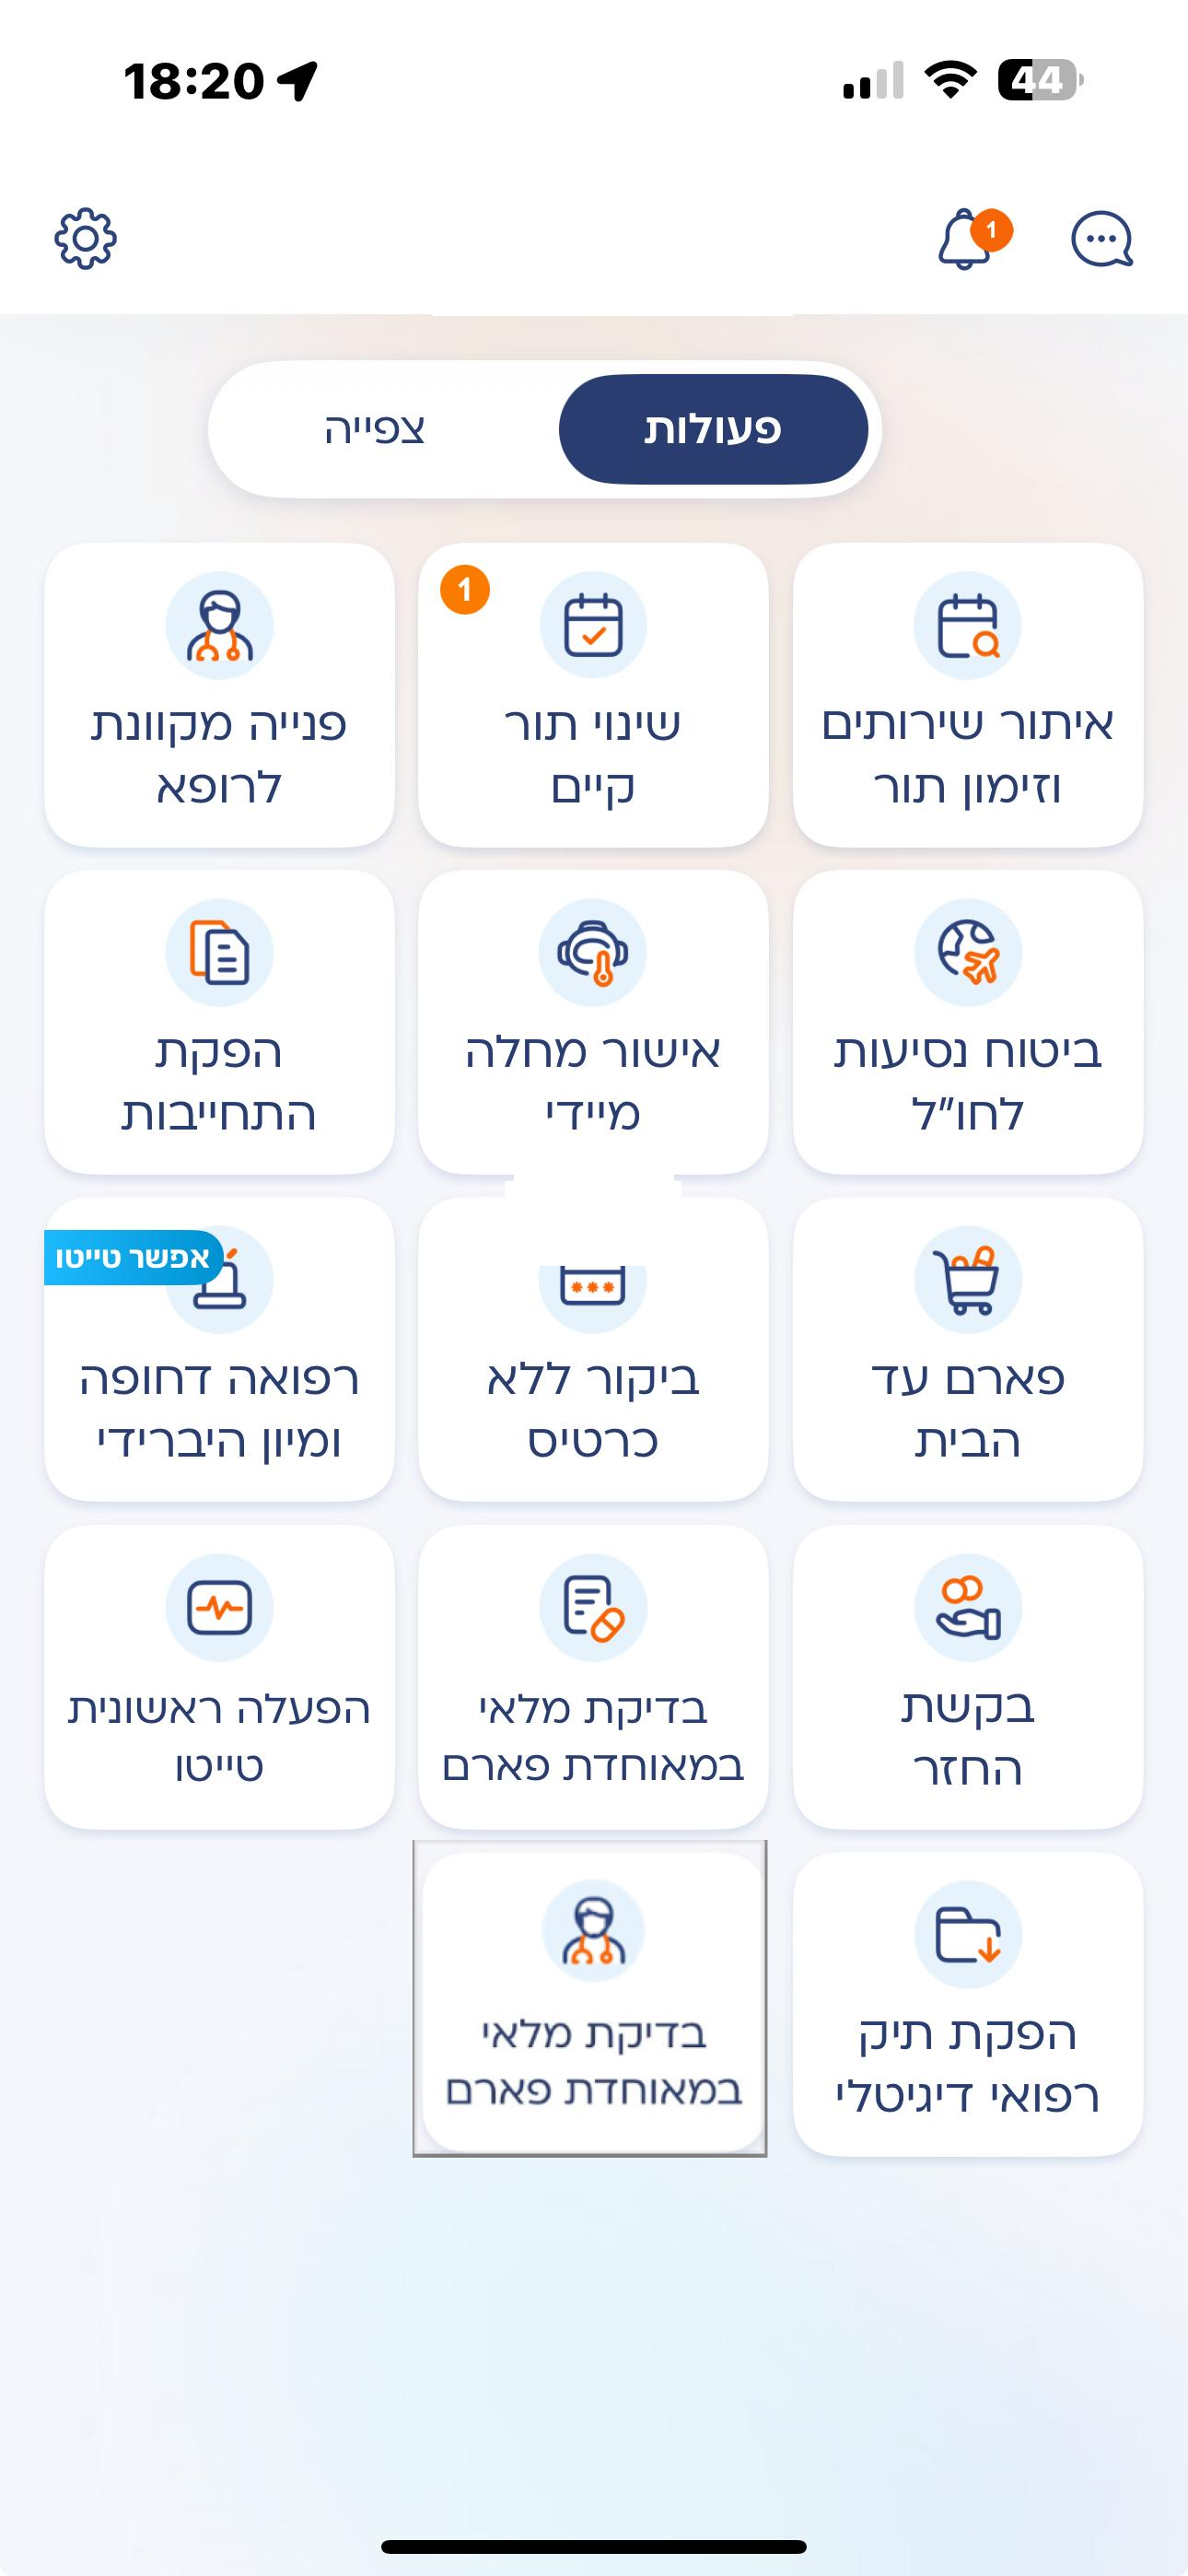 18:20
44
1
פעולות
צפייה
איתור שירותים
וזימון תור
1
שינוי תור
קיים
פנייה מקוונת
לרופא
ביטוח נסיעות
לחו"ל
אישור מחלה
מיידי
הפקת
התחייבות
פארם עד
הבית
ביקור ללא
כרטיס
אפשר טייטו
רפואה דחופה
ומיון היברידי
בקשת
החזר
בדיקת מלאי
במאוחדת פארם
הפעלה ראשונית
טייטו
הפקת תיק
רפואי דיגיטלי
בדיקת מלאי
במאוחדת פארם